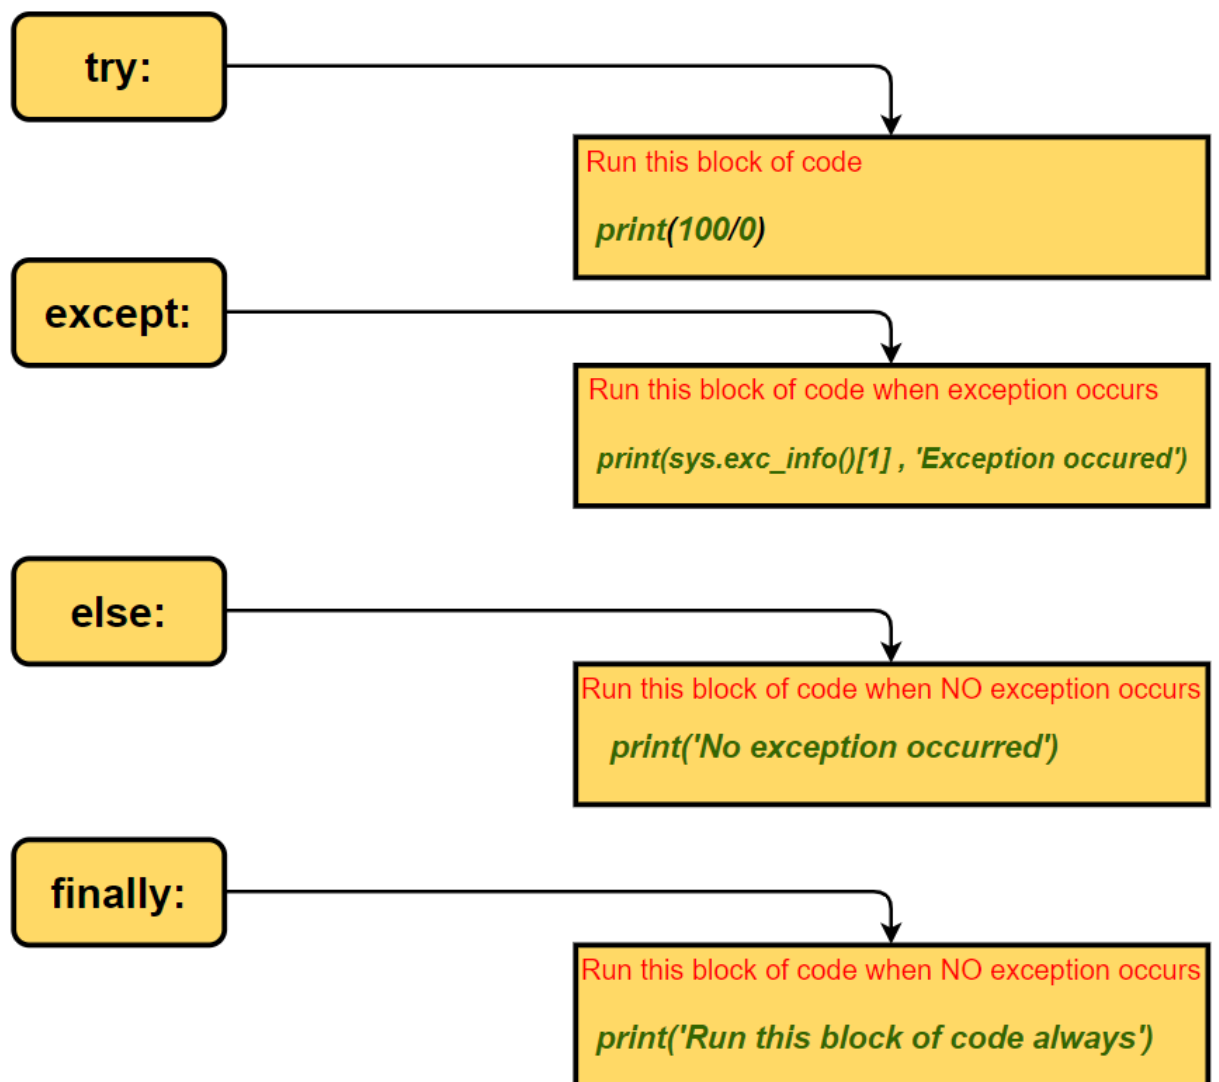 try:
Run this block of code
print(100/0)
except:
Run this block of code when exception occurs
print(sys.exc_info()[1] , 'Exception occured')
else:
Run this block of code when NO exception occurs
print('No exception occurred')
finally:
Run this block of code when NO exception occurs
print('Run this block of code always')